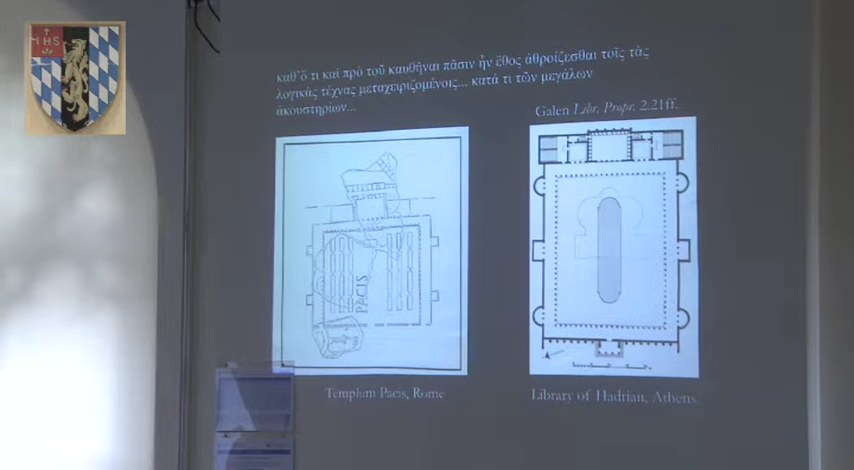 IHS
καθ᾽ ὅ τι καὶ πρὸ τοῦ καυθῆναι πᾶσιν ἦν ἔθος ἀθροίζεσθαι τοῖς τὰς
λογικὰς τέχνας μεταχειριζομένοις... κατά τι τῶν μεγάλων
ἀκουστηρίων...
Galen Libr. Propr. 2.21ff.
PACIS
Templum Pacis, Rome
Library of Hadrian, Athens.